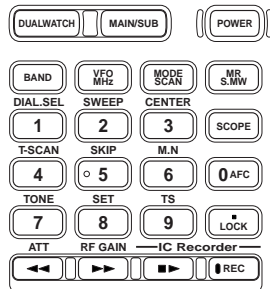 DUALWATCH MAIN/SUB POWER
BAND VFO MHz MODE SCAN MR S.MW
DIAL.SEL SWEEP CENTER
1 2 3 SCOPE
T-SCAN SKIP M.N
4 5 6 0 AFC
TONE SET TS
7 8 9 LOCK
ATT RF GAIN IC Recorder
◄◄ ►► ■► REC